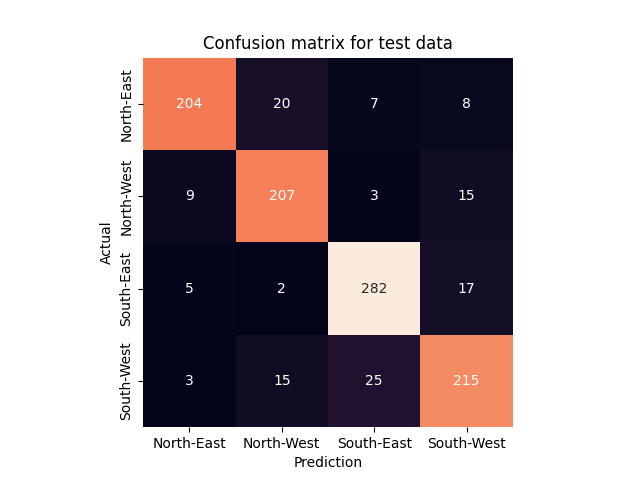 Confusion matrix for test data
Actual
North-East 204 20 7 8
North-West 9 207 3 15
South-East 5 2 282 17
South-West 3 15 25 215
North-East North-West South-East South-West
Prediction